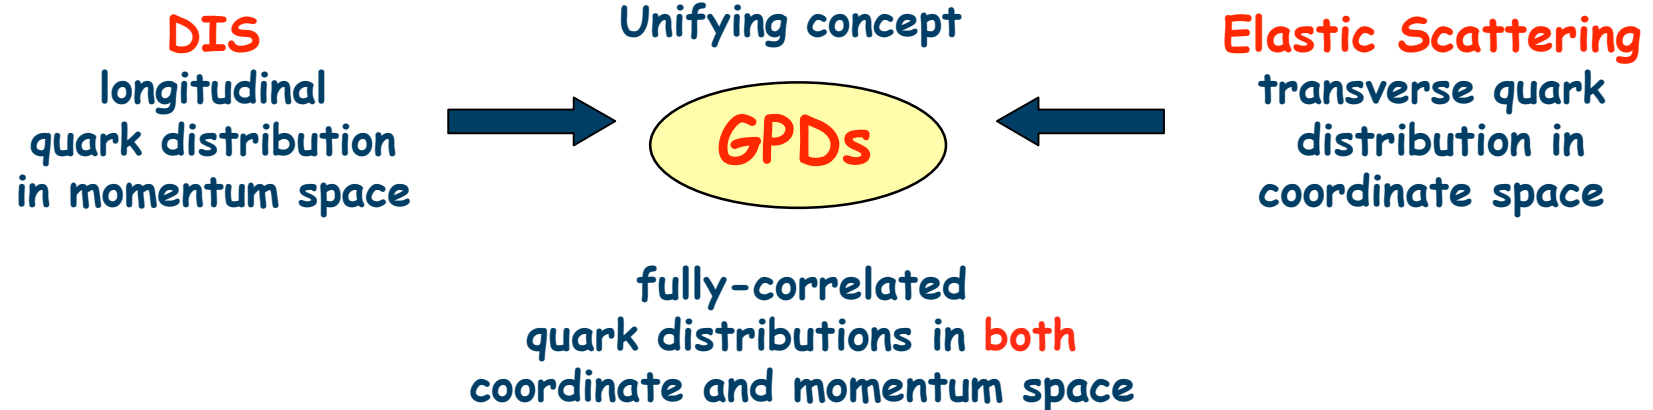 DIS
longitudinal
quark distribution
in momentum space
Unifying concept
GPDs
Elastic Scattering
transverse quark
distribution in
coordinate space
fully-correlated
quark distributions in both
coordinate and momentum space